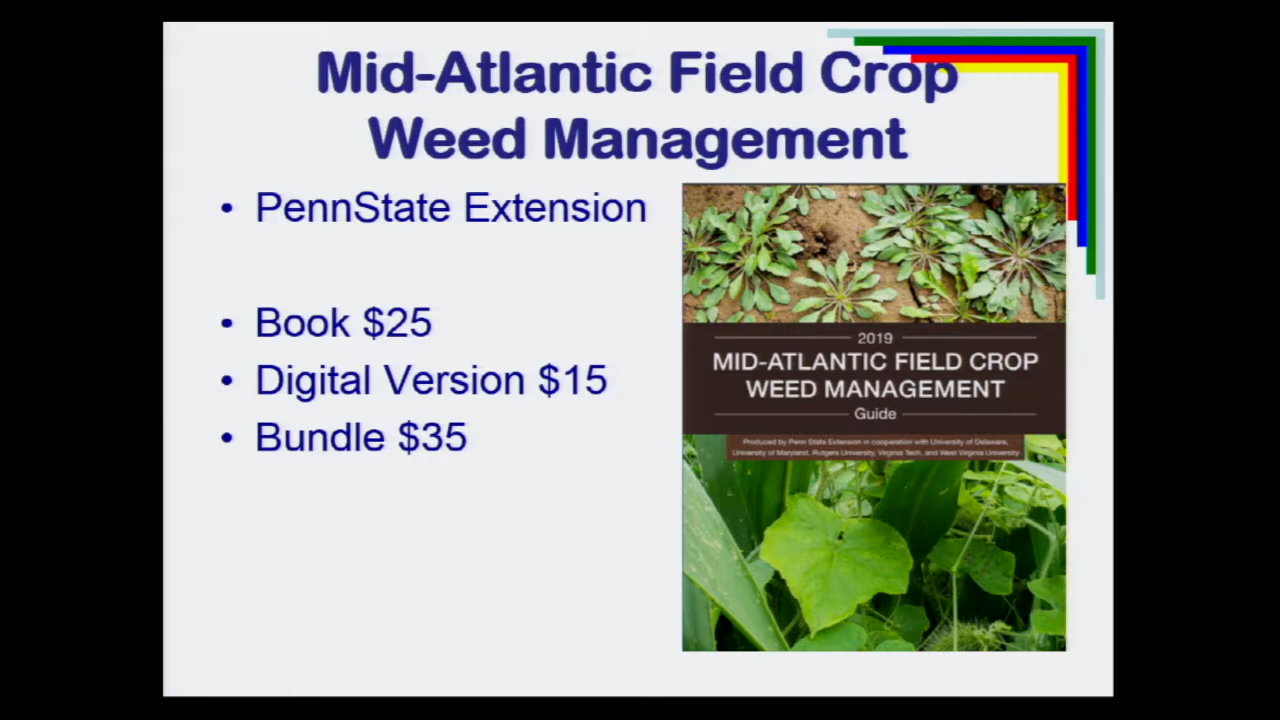 Mid-Atlantic Field Crop
Weed Management
• PennState Extension
• Book $25
• Digital Version $15
• Bundle $35
2019
MID-ATLANTIC FIELD CROP
WEED MANAGEMENT
Guide
Produced by Penn State Extension in cooperation with University of Delaware,
University of Maryland, Rutgers University, Virginia Tech, and West Virginia University